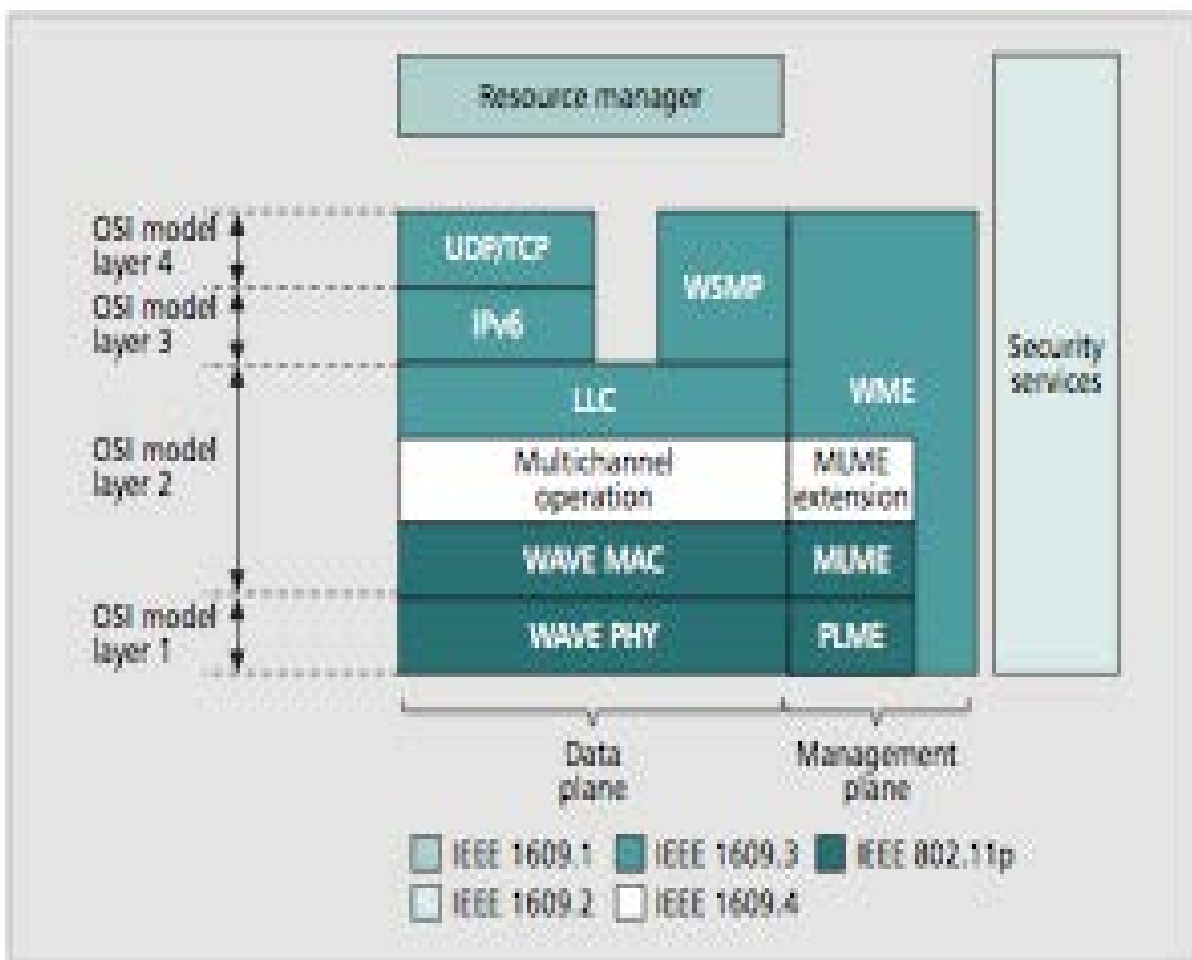 Resource manager
OSI model
layer 4
UDP/TCP
WSMP
OSI model
layer 3
IPv6
Security
services
LLC
WME
OSI model
layer 2
Multichannel
operation
MLME
extension
WAVE MAC
MLME
OSI model
layer 1
WAVE PHY
PLME
Data
plane
Management
plane
IEEE 1609.1
IEEE 1609.3
IEEE 802.11p
IEEE 1609.2
IEEE 1609.4